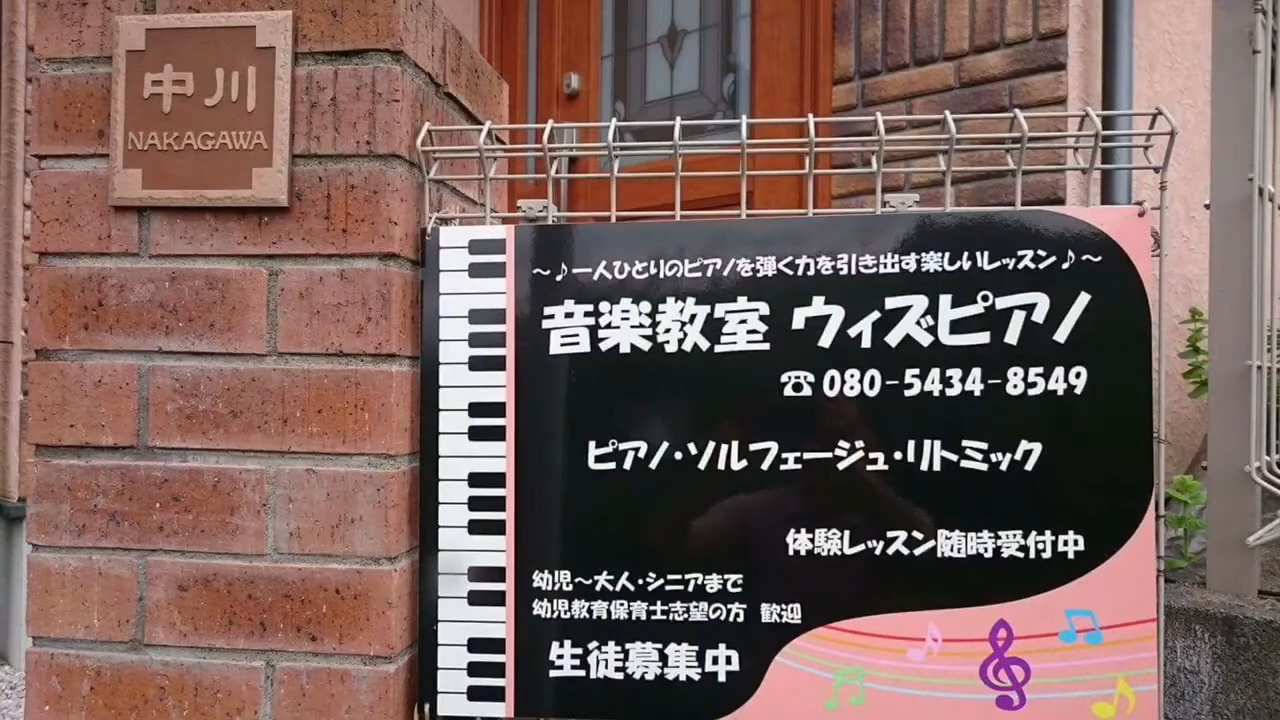 中川
NAKAGAWA
～♪一人ひとりのピアノを弾く力を引き出す楽しいレッスン♪～
音楽教室 ウィズピアノ
☎080-5434-8549
ピアノ・ソルフェージュ・リトミック
体験レッスン随時受付中
幼児～大人・シニアまで
幼児教育保育士志望の方 歓迎
生徒募集中